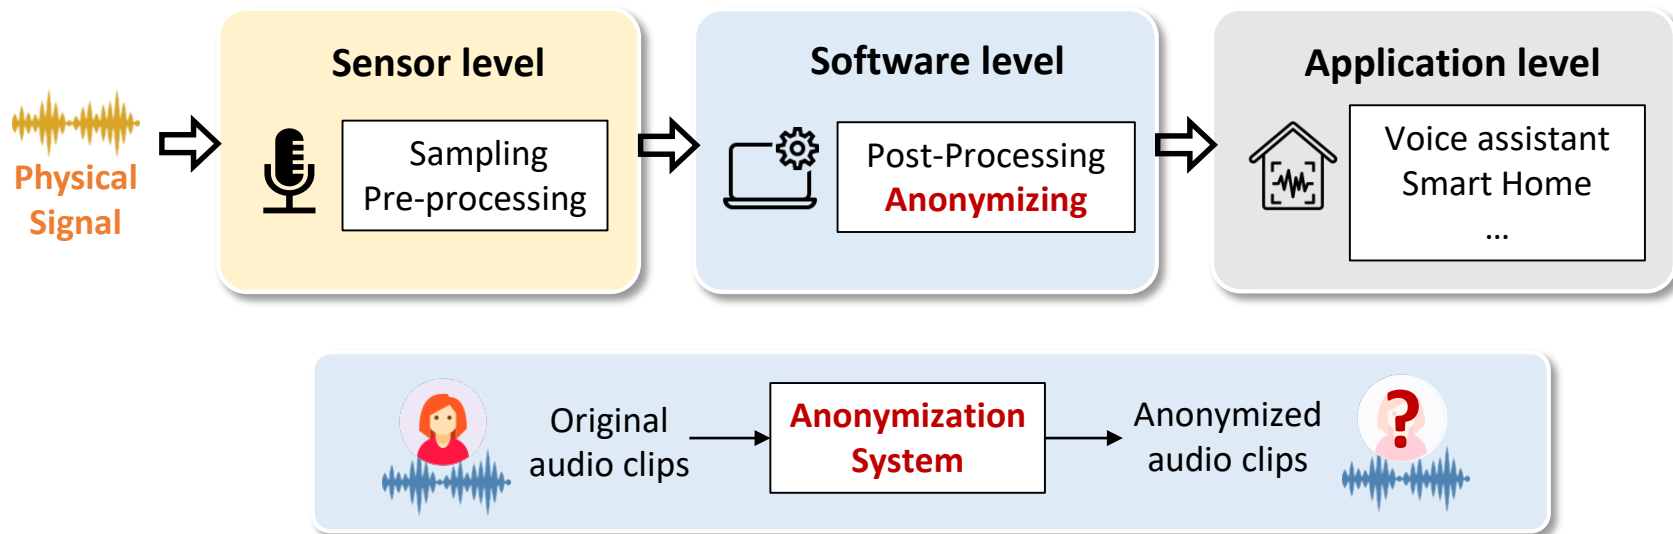 Sensor level
Software level
Application level
Physical
Signal
Sampling
Pre-processing
Post-Processing
Anonymizing
Voice assistant
Smart Home
...
Original
audio clips
Anonymization
System
Anonymized
audio clips
?